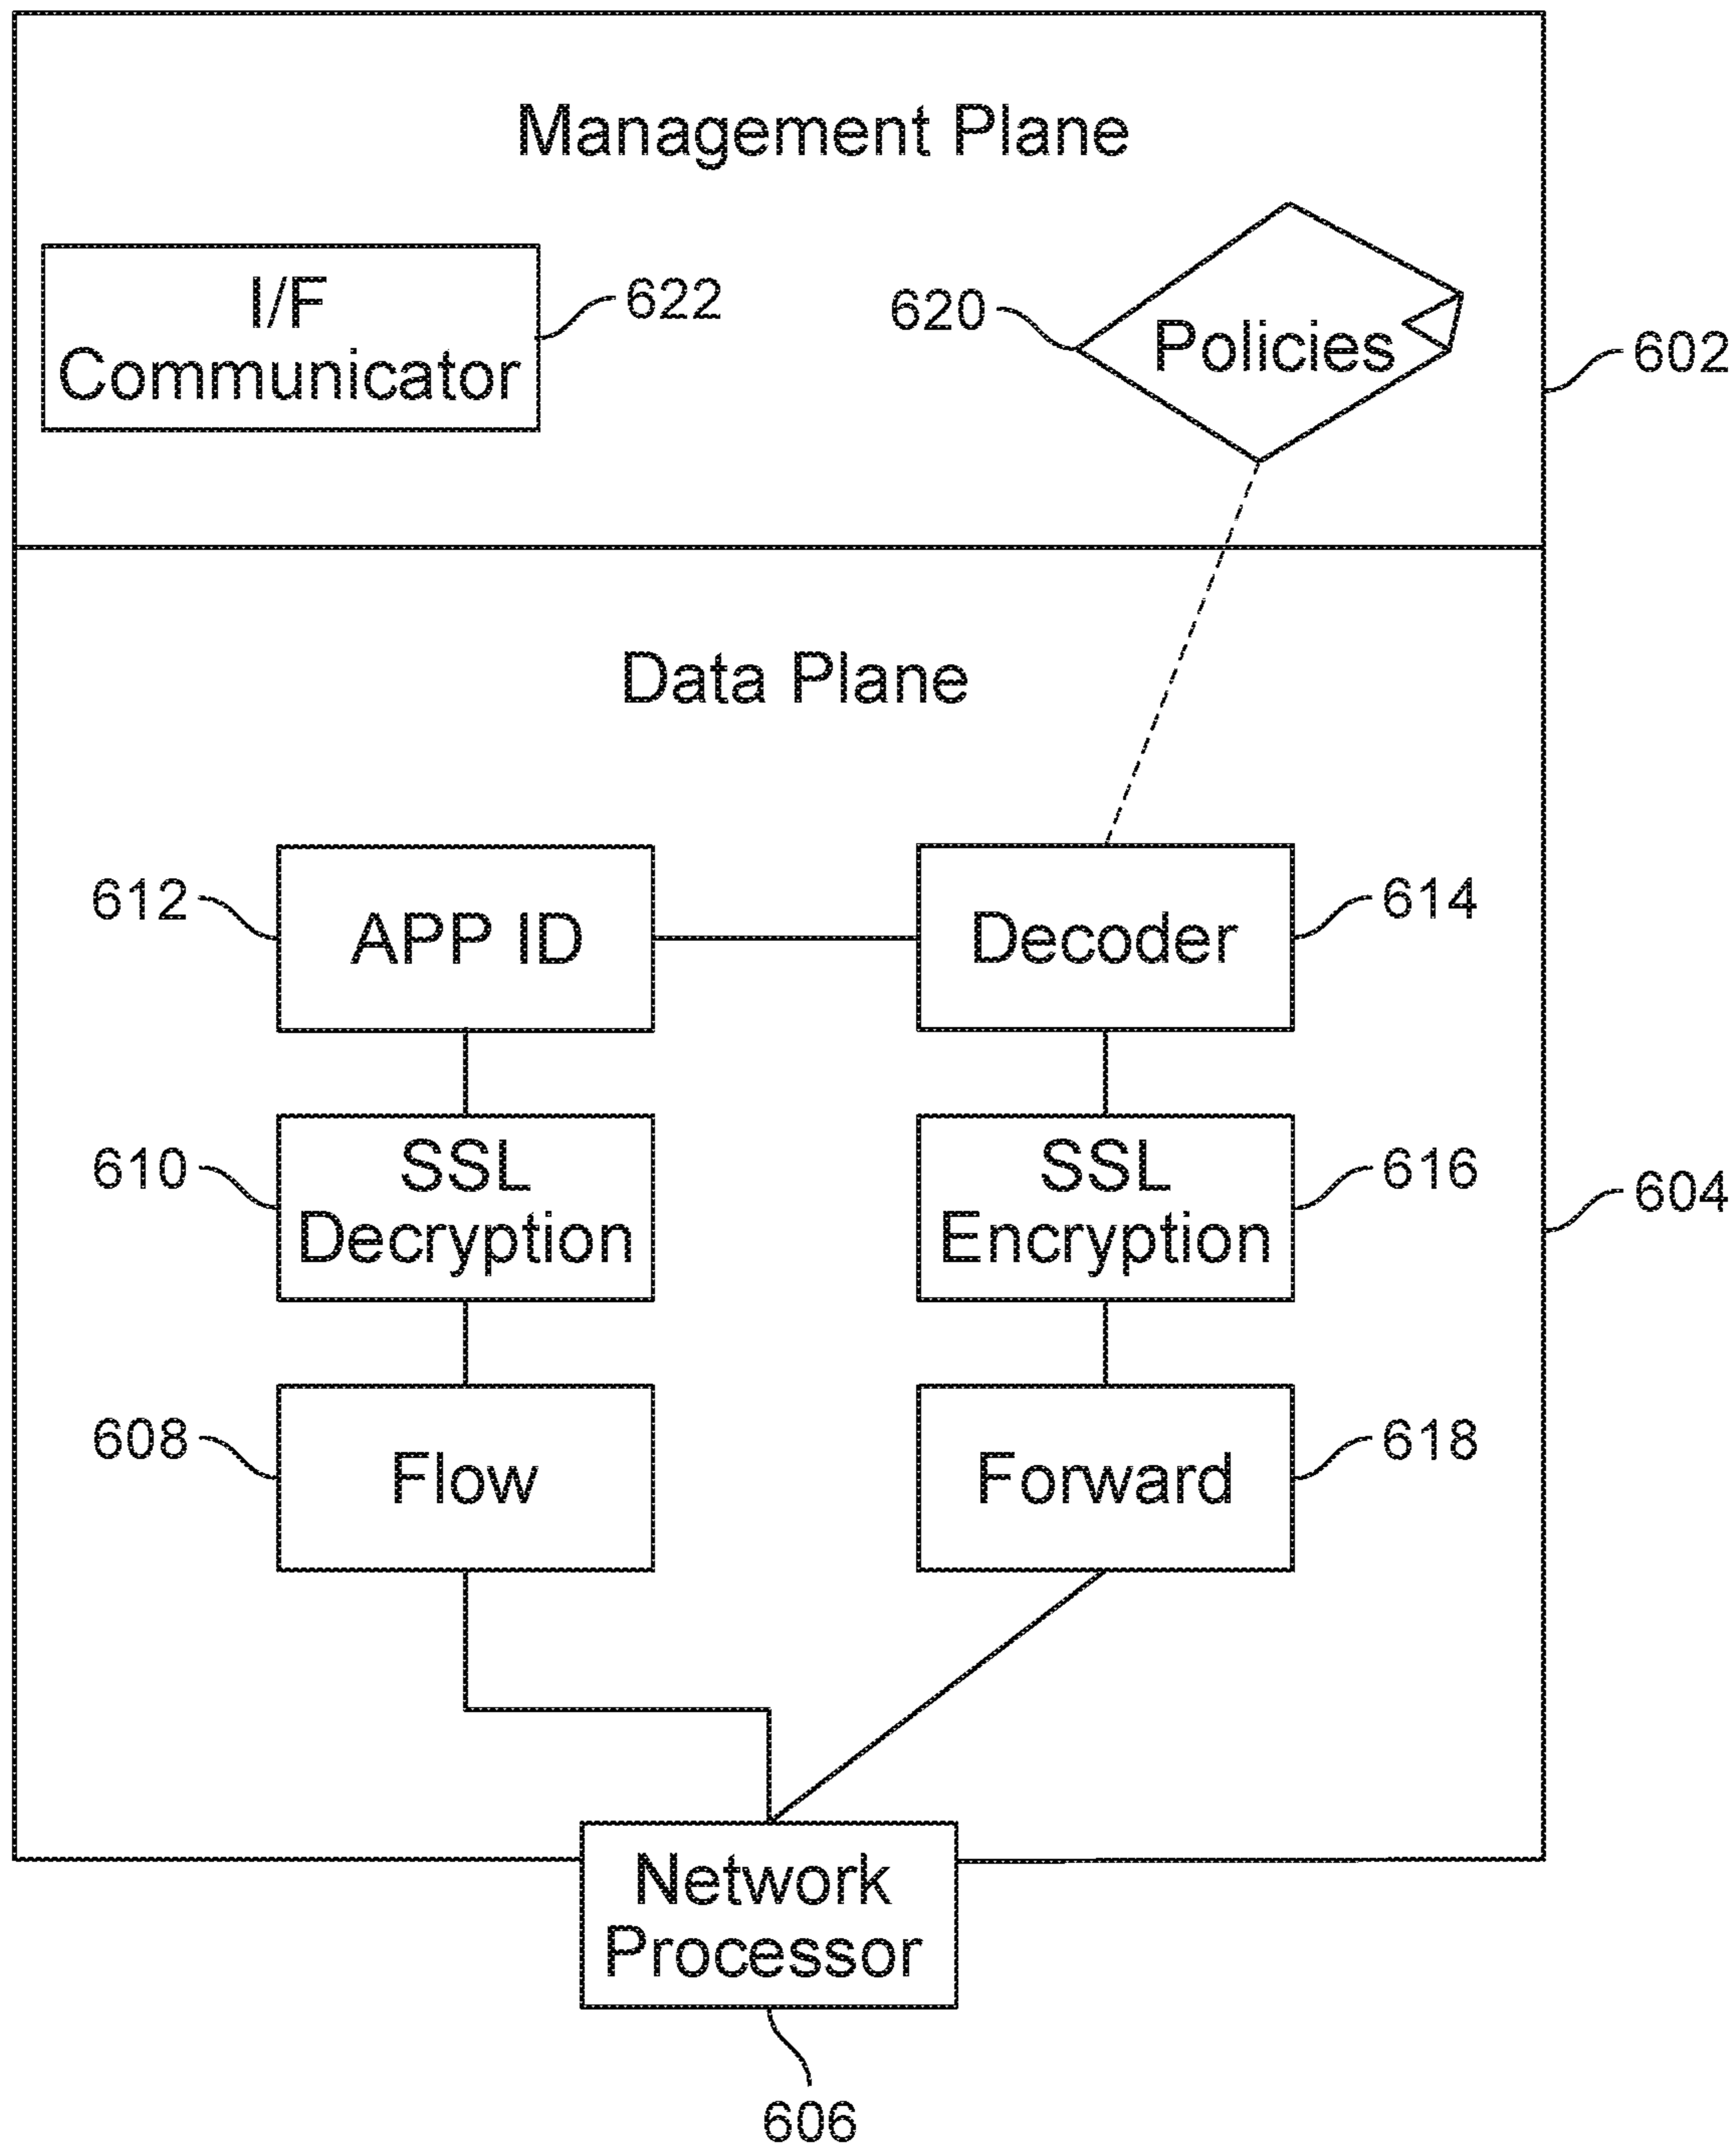 Management Plane
I/F
Communicator
622
620
Policies
602
Data Plane
612
APP ID
Decoder
614
610
SSL
Decryption
SSL
Encryption
616
604
608
Flow
Forward
618
Network
Processor
606